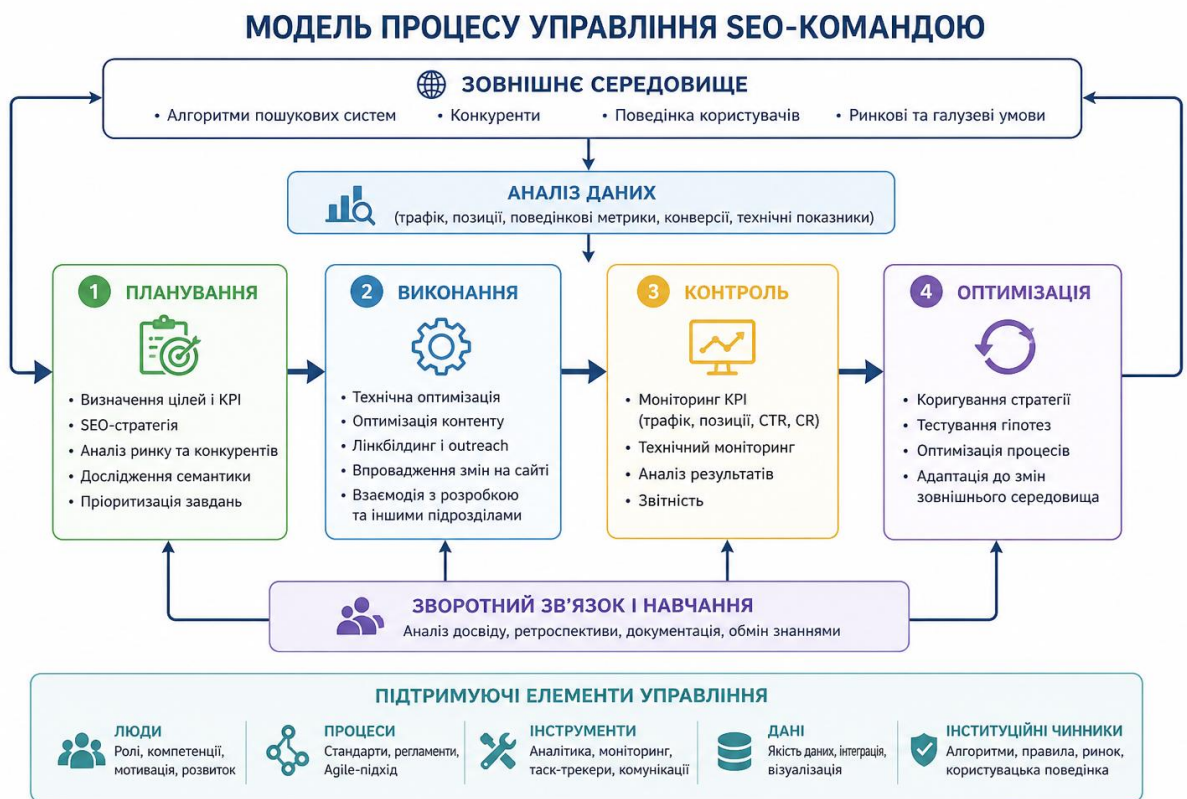 МОДЕЛЬ ПРОЦЕСУ УПРАВЛІННЯ SEO-КОМАНДОЮ
ЗОВНІШНЄ СЕРЕДОВИЩЕ
• Алгоритми пошукових систем • Конкуренти • Поведінка користувачів • Ринкові та галузеві умови
АНАЛІЗ ДАНИХ
(трафік, позиції, поведінкові метрики, конверсії, технічні показники)
1 ПЛАНУВАННЯ
• Визначення цілей і KPI
• SEO-стратегія
• Аналіз ринку та конкурентів
• Дослідження семантики
• Пріоритизація завдань
2 ВИКОНАННЯ
• Технічна оптимізація
• Оптимізація контенту
• Лінкбілдинг і outreach
• Впровадження змін на сайті
• Взаємодія з розробкою
та іншими підрозділами
3 КОНТРОЛЬ
• Моніторинг KPI
(трафік, позиції, CTR, CR)
• Технічний моніторинг
• Аналіз результатів
• Звітність
4 ОПТИМІЗАЦІЯ
• Коригування стратегії
• Тестування гіпотез
• Оптимізація процесів
• Адаптація до змін
зовнішнього середовища
ЗВОРОТНИЙ ЗВ'ЯЗОК І НАВЧАННЯ
Аналіз досвіду, ретроспективи, документація, обмін знаннями
ПІДТРИМУЮЧІ ЕЛЕМЕНТИ УПРАВЛІННЯ
ЛЮДИ
Ролі, компетенції,
мотивація, розвиток
ПРОЦЕСИ
Стандарти, регламенти,
Agile-підхід
ІНСТРУМЕНТИ
Аналітика, моніторинг,
таск-трекери, комунікації
ДАНІ
Якість даних, інтеграція,
візуалізація
ІНСТИТУЦІЙНІ ЧИННИКИ
Алгоритми, правила, ринок,
користувацька поведінка